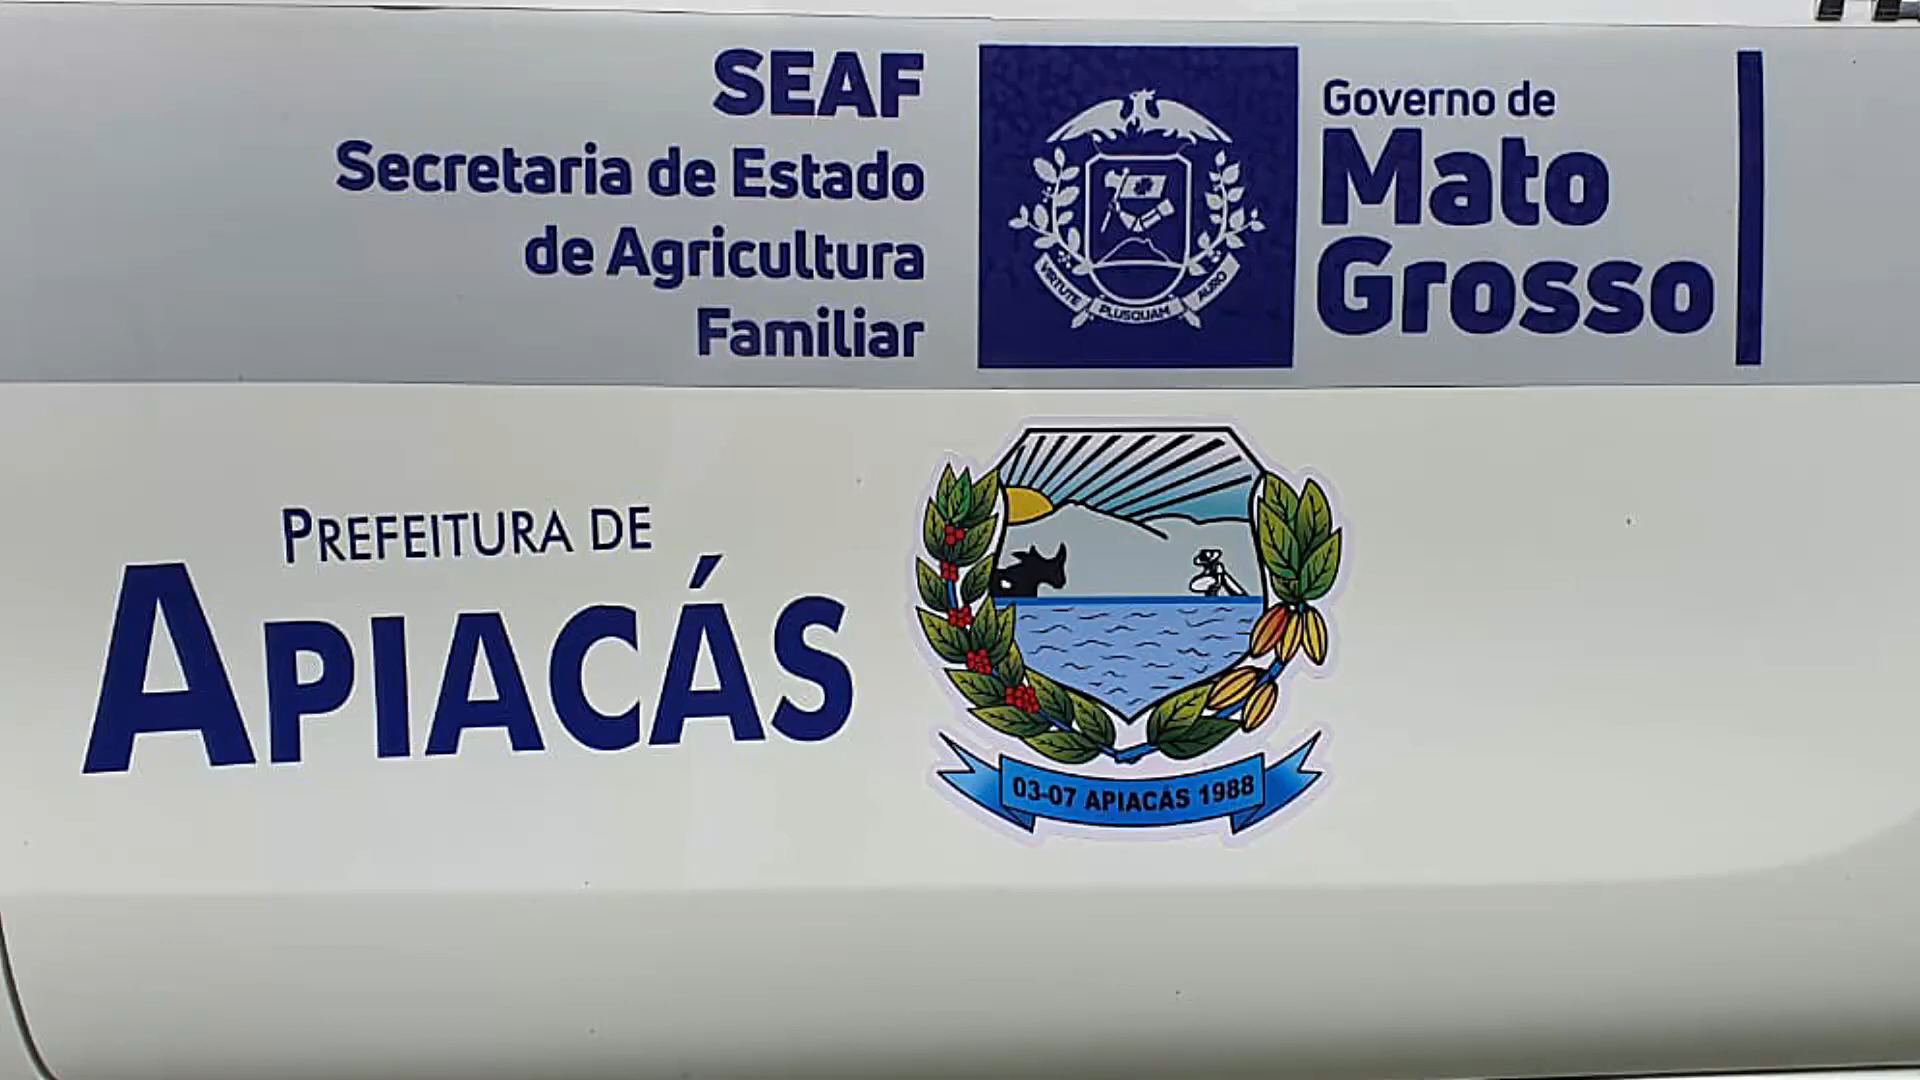 SEAF
Secretaria de Estado
de Agricultura
Familiar
VIRTUTE PLUSQUAM AURO
Governo de
Mato
Grosso
PREFEITURA DE
APIACÁS
03-07 APIACÁS 1988